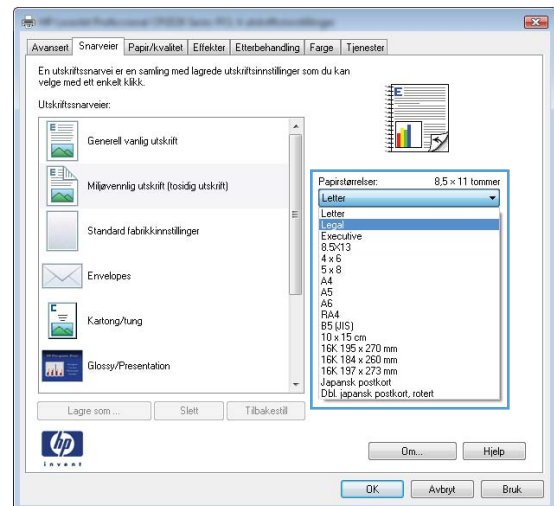 Avansert Snarveier Papir/kvalitet Effekter Etterbehandling Farge Tjenester
En utskriftssnarvei er en samling med lagrede utskriftsinnstillinger som du kan
velge med ett enkelt klikk.
Utskriftssnarveier:
Generell vanlig utskrift
Miljøvennlig utskrift (tosidig utskrift)
Standard fabrikkinnstillinger
Envelopes
Kartong/tung
Glossy/Presentation
Lagre som ... Slett Tilbakestill
E
Papirstørrelser: 8,5 × 11 tommer
Letter
Letter
Legal
Executive
8.5X13
4 x 6
5 x 8
A4
A5
A6
RA4
B5 (JIS)
10 x 15 cm
16K 195 x 270 mm
16K 184 x 260 mm
16K 197 x 273 mm
Japansk postkort
Dbl. japansk postkort, rotert
hp
invent
Om... Hjelp
OK Avbryt Bruk